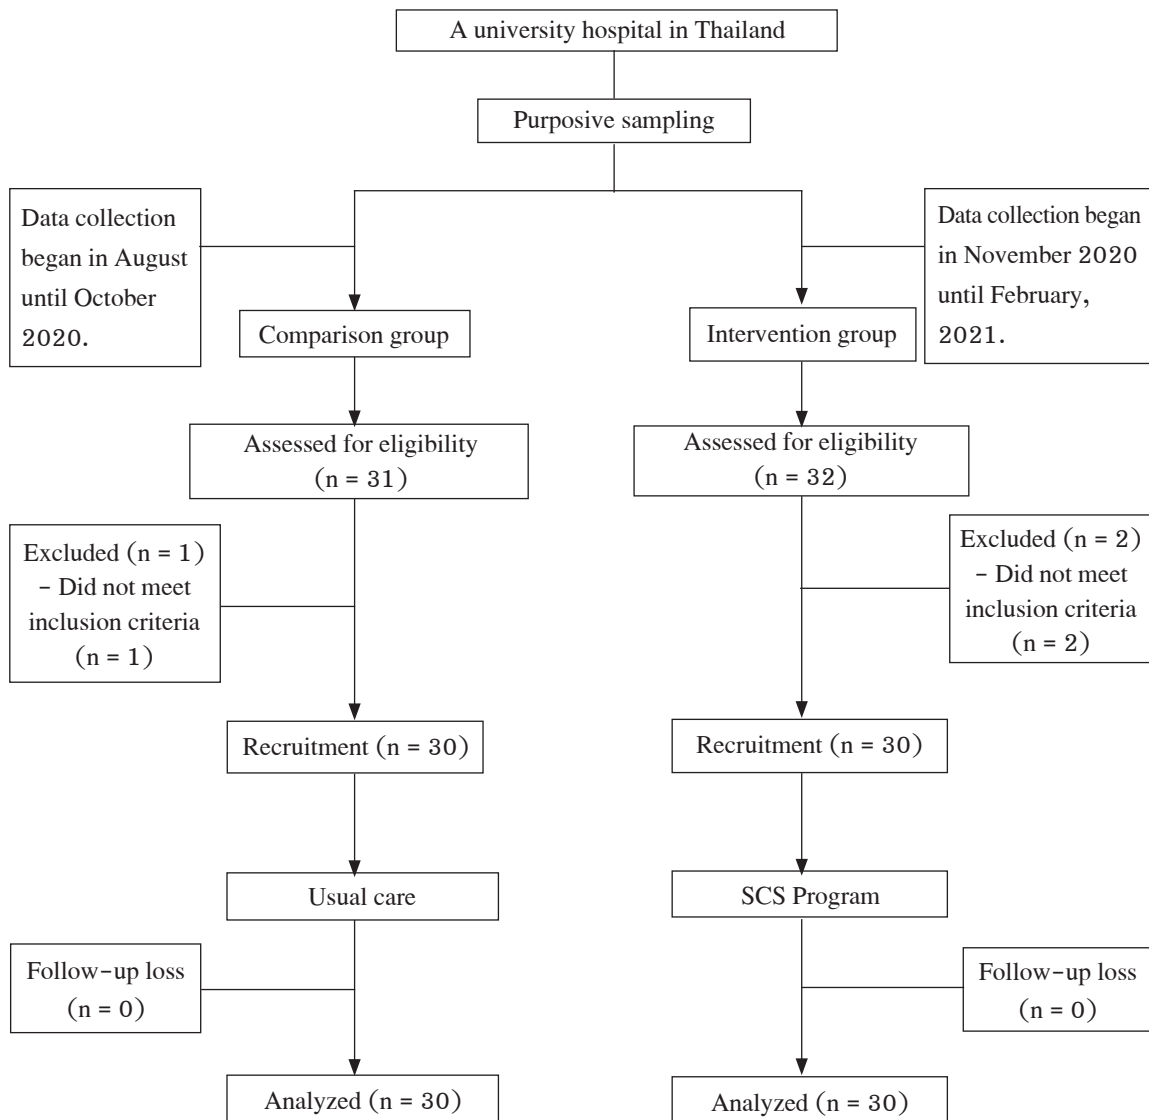 A university hospital in Thailand
Purposive sampling
Data collection
began in August
until October
2020.
Data collection began
in November 2020
until February,
2021.
Comparison group
Intervention group
Assessed for eligibility
(n = 31)
Assessed for eligibility
(n = 32)
Excluded (n = 1)
- Did not meet
inclusion criteria
(n = 1)
Excluded (n = 2)
- Did not meet
inclusion criteria
(n = 2)
Recruitment (n = 30)
Recruitment (n = 30)
Usual care
SCS Program
Follow-up loss
(n = 0)
Follow-up loss
(n = 0)
Analyzed (n = 30)
Analyzed (n = 30)